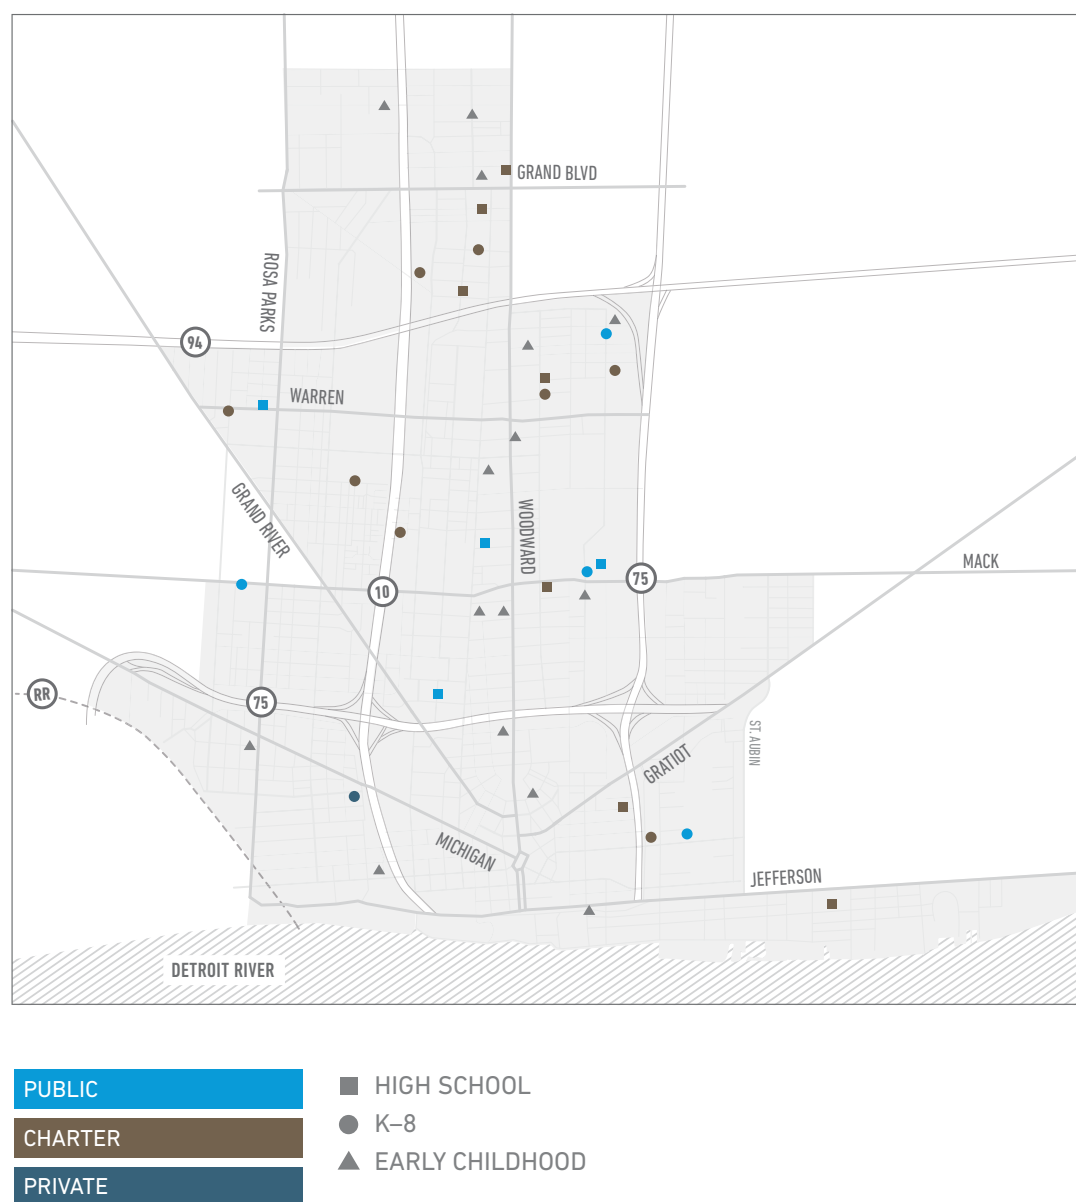 GRAND BLVD
ROSA PARKS
94
WARREN
GRAND RIVER
WOODWARD
MACK
10
75
RR
75
ST. AUBIN
GRATIOT
MICHIGAN
JEFFERSON
DETROIT RIVER
PUBLIC
HIGH SCHOOL
K–8
CHARTER
EARLY CHILDHOOD
PRIVATE